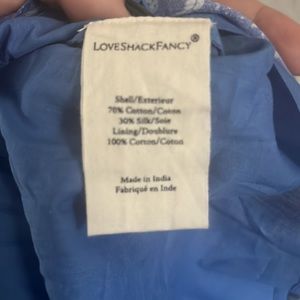 LOVESHACKFANCY®
Shell/Exterieur
70% Cotton/Coton
30% Silk/Soie
Lining/Doublure
100% Cotton/Coton
Made in India
Fabriqué en Inde